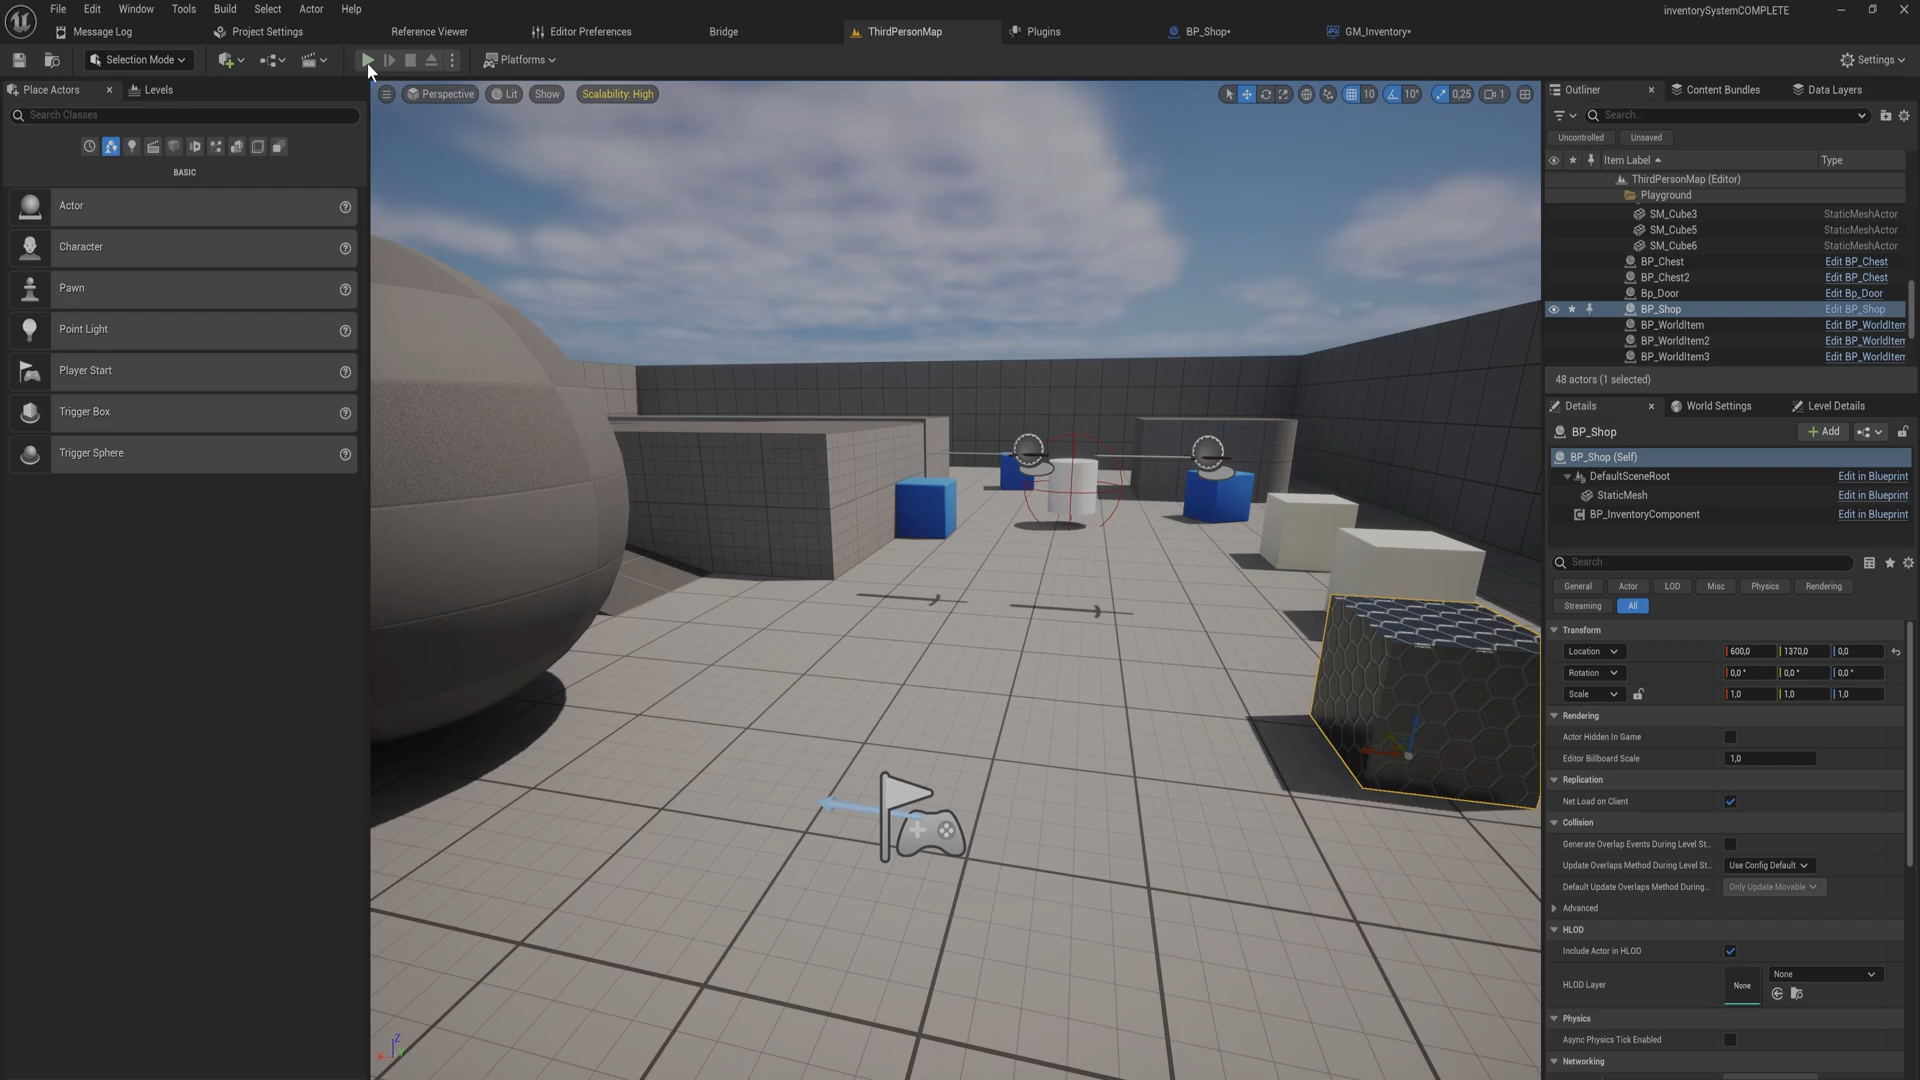 File Edit Window Tools Build Select Actor Help
inventorySystemCOMPLETE
Message Log Project Settings Reference Viewer Editor Preferences Bridge ThirdPersonMap Plugins BP_Shop* GM_Inventory*
Selection Mode Platforms Settings
Place Actors Levels
Search Classes
BASIC
Actor
Character
Pawn
Point Light
Player Start
Trigger Box
Trigger Sphere
Perspective Lit Show Scalability: High 10 10° 0,25 1
Z
X Y
Outliner Content Bundles Data Layers
Search...
Uncontrolled Unsaved
Item Label Type
ThirdPersonMap (Editor)
Playground
SM_Cube3 StaticMeshActor
SM_Cube5 StaticMeshActor
SM_Cube6 StaticMeshActor
BP_Chest Edit BP_Chest
BP_Chest2 Edit BP_Chest
Bp_Door Edit Bp_Door
BP_Shop Edit BP_Shop
BP_WorldItem Edit BP_WorldItem
BP_WorldItem2 Edit BP_WorldItem
BP_WorldItem3 Edit BP_WorldItem
48 actors (1 selected)
Details World Settings Level Details
BP_Shop Add
BP_Shop (Self)
DefaultSceneRoot Edit in Blueprint
StaticMesh Edit in Blueprint
BP_InventoryComponent Edit in Blueprint
Search
General Actor LOD Misc Physics Rendering
Streaming All
Transform
Location 600,0 1370,0 0,0
Rotation 0,0 ° 0,0 ° 0,0 °
Scale 1,0 1,0 1,0
Rendering
Actor Hidden In Game
Editor Billboard Scale 1,0
Replication
Net Load on Client
Collision
Generate Overlap Events During Level St...
Update Overlaps Method During Level St... Use Config Default
Default Update Overlaps Method During... Only Update Movable
Advanced
HLOD
Include Actor in HLOD
HLOD Layer None None
Physics
Async Physics Tick Enabled
Networking